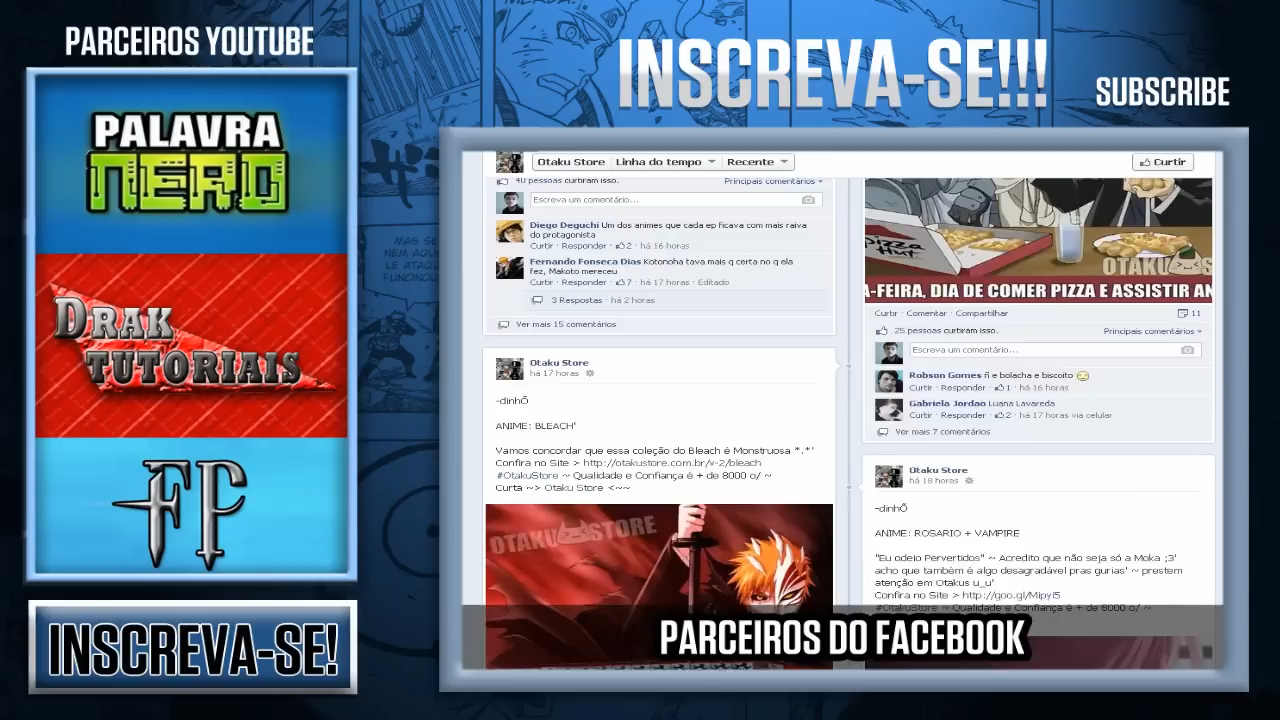 PARCEIROS YOUTUBE
PALAVRA
NERD
DRAK
TUTORIAIS
FP
INSCREVA-SE!
INSCREVA-SE!!!
SUBSCRIBE
Otaku Store Linha do tempo Recente
Curtir
40 pessoas curtiram isso. Principais comentários
Escreva um comentário...
Diego Deguchi Um dos animes que cada ep ficava com mais raiva
do protagonista
Curtir · Responder · 2 · há 16 horas
Fernando Fonseca Dias Kotonoha tava mais q certa no q ela
fez, Makoto mereceu
Curtir · Responder · 7 · há 17 horas · Editado
3 Respostas · há 2 horas
Ver mais 15 comentários
Otaku Store
há 17 horas
-dinhÕ
ANIME: BLEACH'
Vamos concordar que essa coleção do Bleach é Monstruosa *.*'
Confira no Site > http://otakustore.com.br/v-2/bleach
#OtakuStore ~ Qualidade e Confiança é + de 8000 o/ ~
Curta ~> Otaku Store <~~
OTAKU STORE
Pizza
Hut
OTAKU S
A-FEIRA, DIA DE COMER PIZZA E ASSISTIR AN
Curtir · Comentar · Compartilhar 11
25 pessoas curtiram isso. Principais comentários
Escreva um comentário...
Robson Gomes ñ e bolacha e biscoito
Curtir · Responder · 1 · há 16 horas
Gabriela Jordao Luana Lavareda
Curtir · Responder · 2 · há 17 horas via celular
Ver mais 7 comentários
Otaku Store
há 18 horas
-dinhÕ
ANIME: ROSARIO + VAMPIRE
"Eu odeio Pervertidos" ~ Acredito que não seja só a Moka ;3'
acho que também é algo desagradável pras gurias' ~ prestem
atenção em Otakus u_u'
Confira no Site > http://goo.gl/Mipyl5
#OtakuStore ~ Qualidade e Confiança é + de 8000 o/ ~
PARCEIROS DO FACEBOOK